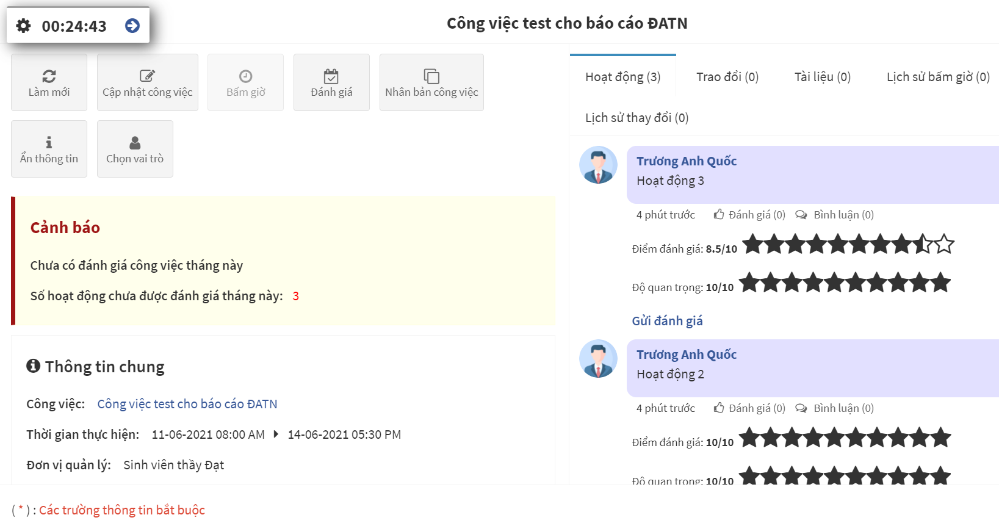 00:24:43
Công việc test cho báo cáo ĐATN
Làm mới
Cập nhật công việc
Bấm giờ
Đánh giá
Nhân bản công việc
Ẩn thông tin
Chọn vai trò
Cảnh báo
Chưa có đánh giá công việc tháng này
Số hoạt động chưa được đánh giá tháng này: 3
Thông tin chung
Công việc: Công việc test cho báo cáo ĐATN
Thời gian thực hiện: 11-06-2021 08:00 AM 14-06-2021 05:30 PM
Đơn vị quản lý: Sinh viên thầy Đạt
Hoạt động (3)
Trao đổi (0)
Tài liệu (0)
Lịch sử bấm giờ (0)
Lịch sử thay đổi (0)
Trương Anh Quốc
Hoạt động 3
4 phút trước Đánh giá (0) Bình luận (0)
Điểm đánh giá: 8.5/10
Độ quan trọng: 10/10
Gửi đánh giá
Trương Anh Quốc
Hoạt động 2
4 phút trước Đánh giá (0) Bình luận (0)
Điểm đánh giá: 10/10
Độ quan trọng: 10/10
( * ) : Các trường thông tin bắt buộc